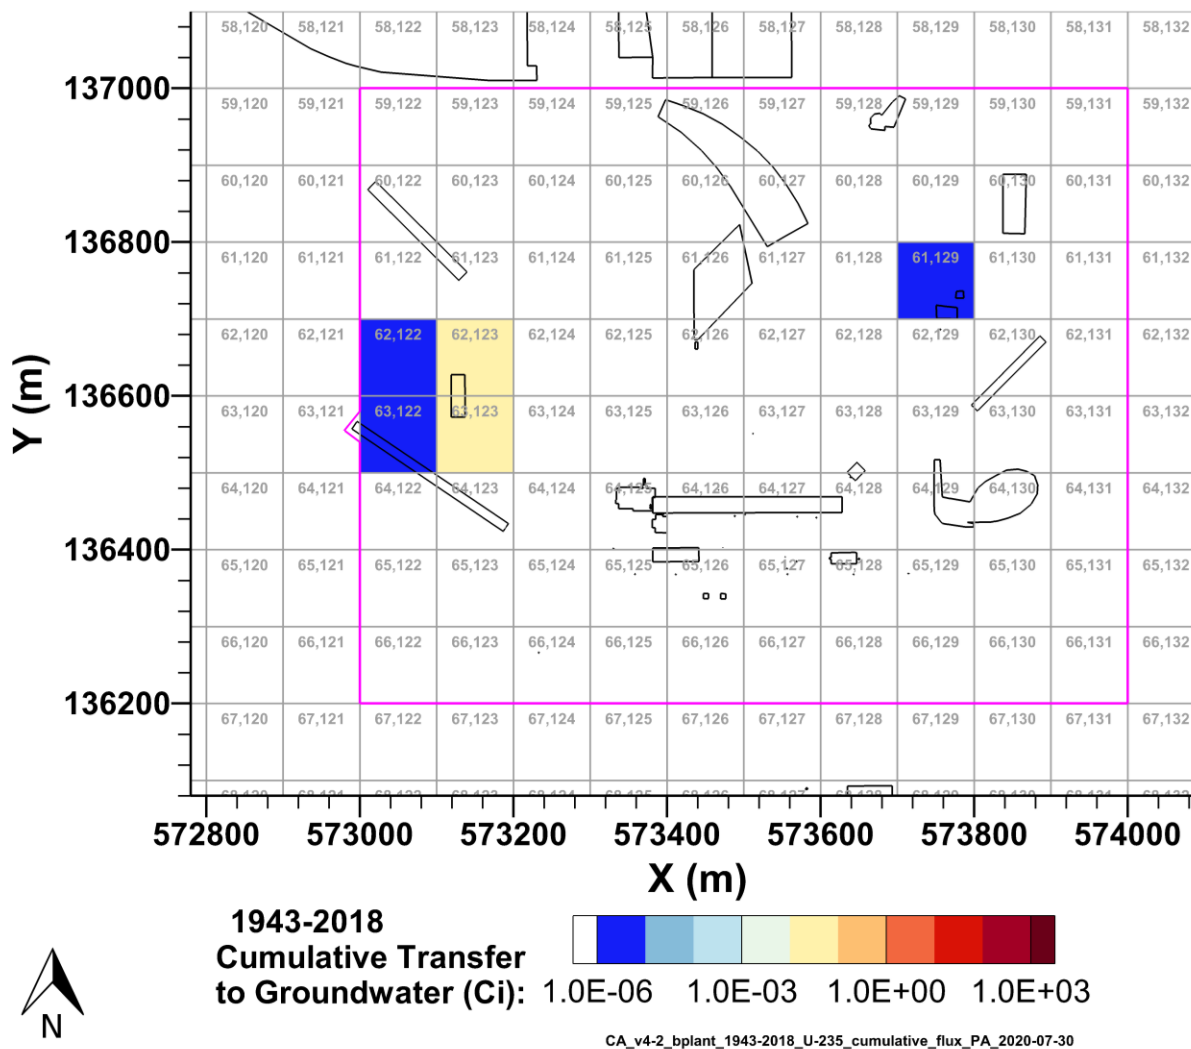 58,120 58,121 58,122 58,123 58,124 58,125 58,126 58,127 58,128 58,129 58,130 58,131 58,132
137000
59,120 59,121 59,122 59,123 59,124 59,125 59,126 59,127 59,128 59,129 59,130 59,131 59,132
60,120 60,121 60,122 60,123 60,124 60,125 60,126 60,127 60,128 60,129 60,130 60,131 60,132
136800
61,120 61,121 61,122 61,123 61,124 61,125 61,126 61,127 61,128 61,129 61,130 61,131 61,132
62,120 62,121 62,122 62,123 62,124 62,125 62,126 62,127 62,128 62,129 62,130 62,131 62,132
136600
63,120 63,121 63,122 63,123 63,124 63,125 63,126 63,127 63,128 63,129 63,130 63,131 63,132
Y (m)
64,120 64,121 64,122 64,123 64,124 64,125 64,126 64,127 64,128 64,129 64,130 64,131 64,132
136400
65,120 65,121 65,122 65,123 65,124 65,125 65,126 65,127 65,128 65,129 65,130 65,131 65,132
66,120 66,121 66,122 66,123 66,124 66,125 66,126 66,127 66,128 66,129 66,130 66,131 66,132
136200
67,120 67,121 67,122 67,123 67,124 67,125 67,126 67,127 67,128 67,129 67,130 67,131 67,132
572800 573000 573200 573400 573600 573800 574000
X (m)
1943-2018
Cumulative Transfer
to Groundwater (Ci):
1.0E-06 1.0E-03 1.0E+00 1.0E+03
N
CA_v4-2_bplant_1943-2018_U-235_cumulative_flux_PA_2020-07-30